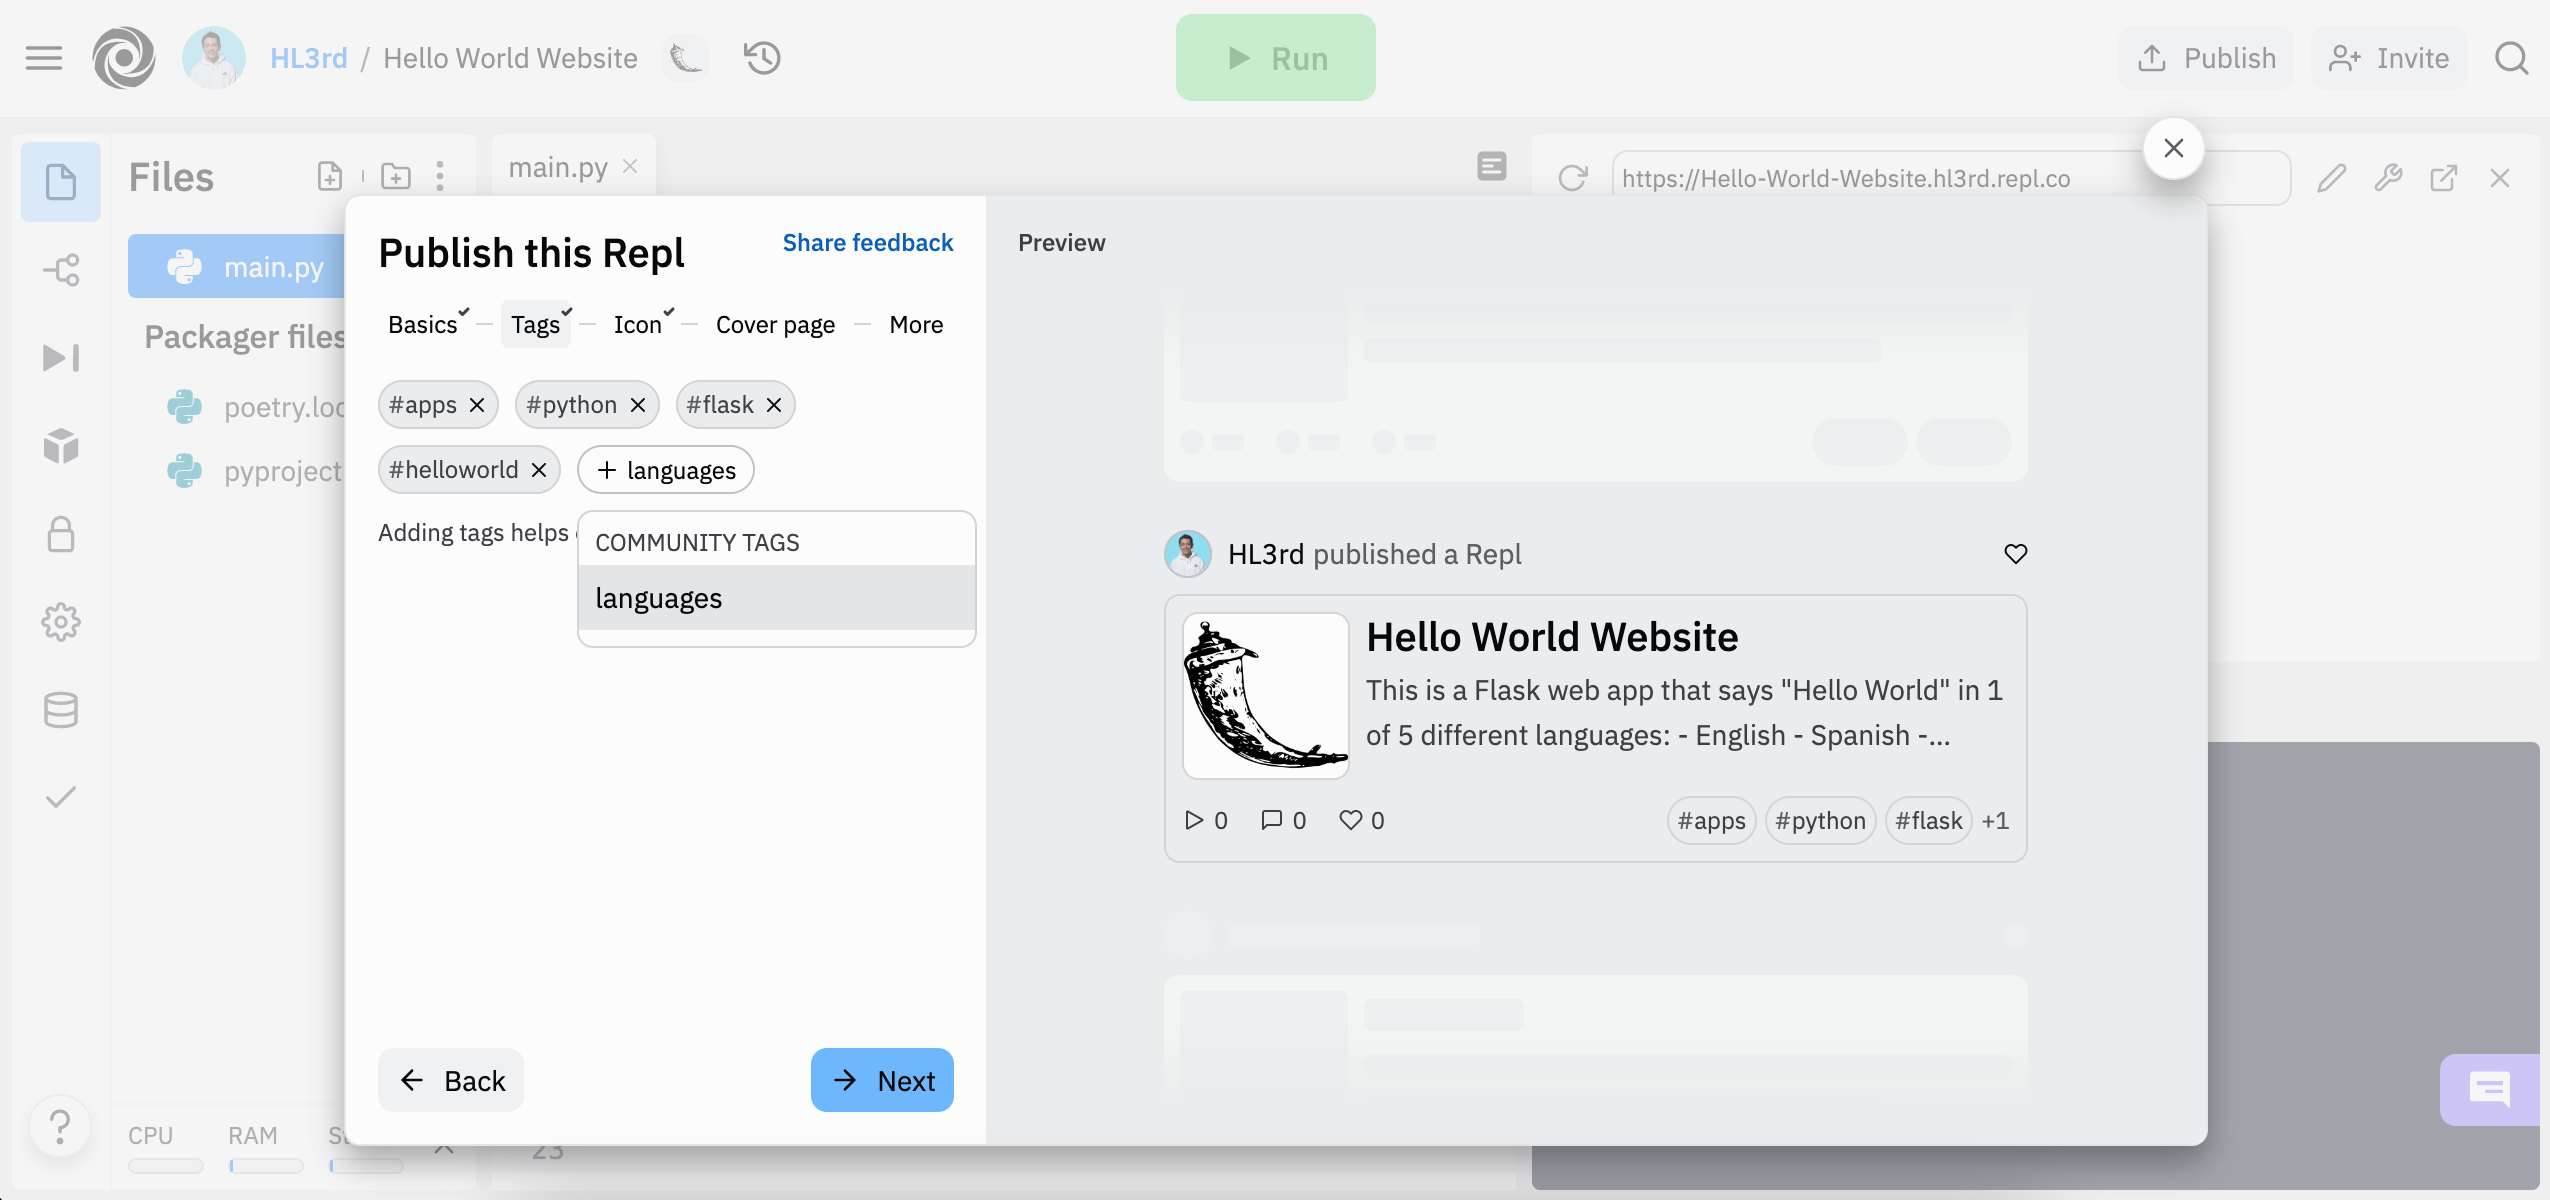 HL3rd / Hello World Website
Run
Publish
Invite
Files
main.py
https://Hello-World-Website.hl3rd.repl.co
main.py
Packager files
poetry.loc
pyproject
CPU
RAM
St
23
Publish this Repl
Share feedback
Basics
Tags
Icon
Cover page
More
#apps
#python
#flask
#helloworld
languages
Adding tags helps
COMMUNITY TAGS
languages
Back
Next
Preview
HL3rd published a Repl
Hello World Website
This is a Flask web app that says "Hello World" in 1
of 5 different languages: - English - Spanish -...
0
0
0
#apps
#python
#flask
+1